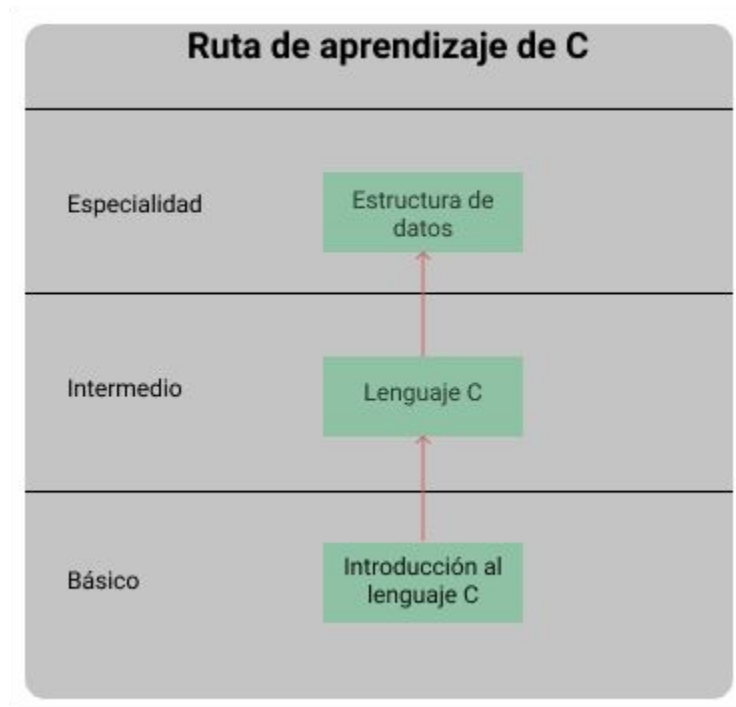 Ruta de aprendizaje de C
Especialidad
Estructura de
datos
Intermedio
Lenguaje C
Básico
Introducción al
lenguaje C